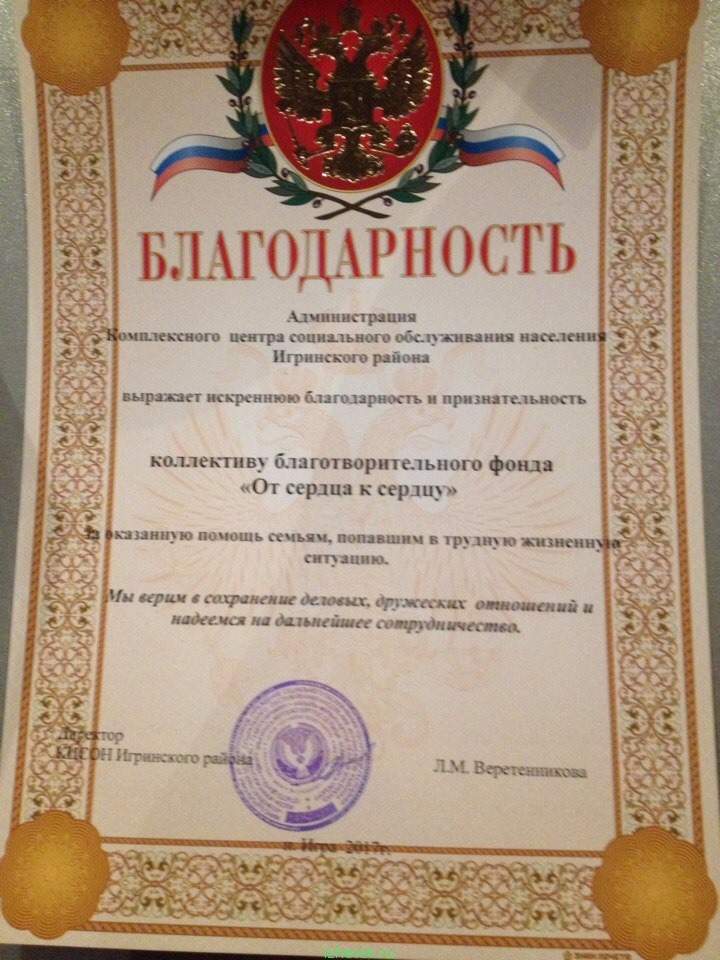 БЛАГОДАРНОСТЬ
Администрация
Комплексного центра социального обслуживания населения
Игринского района
выражает искреннюю благодарность и признательность
коллективу благотворительного фонда
«От сердца к сердцу»
за оказанную помощь семьям, попавшим в трудную жизненную
ситуацию.
Мы верим в сохранение деловых, дружеских отношений и
надеемся на дальнейшее сотрудничество.
Директор
КЦСОН Игринского района
Л.М. Веретенникова
п. Игра 2017г.